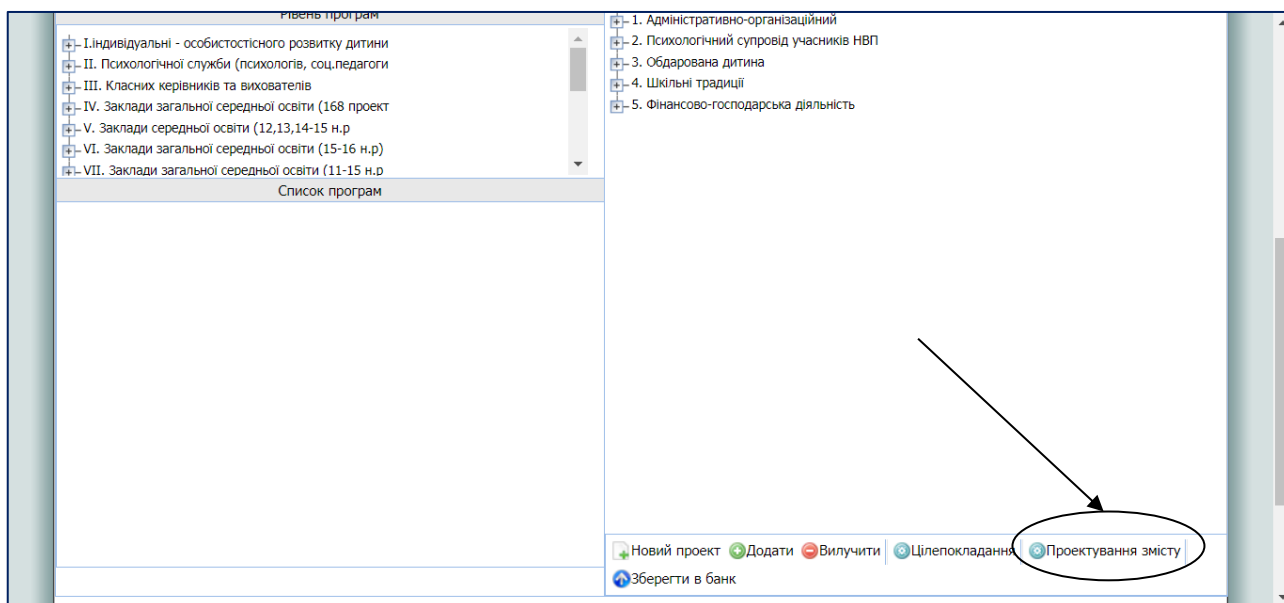 Рівень програм
І.індивідуальні - особистостісного розвитку дитини
ІІ. Психологічної служби (психологів, соц.педагоги
ІІІ. Класних керівників та вихователів
IV. Заклади загальної середньої освіти (168 проект
V. Заклади середньої освіти (12,13,14-15 н.р
VI. Заклади загальної середньої освіти (15-16 н.р)
VII. Заклади загальної середньої освіти (11-15 н.р
Список програм
1. Адміністративно-організаційний
2. Психологічний супровід учасників НВП
3. Обдарована дитина
4. Шкільні традиції
5. Фінансово-господарська діяльність
Новий проект Додати Вилучити Цілепокладання Проектування змісту
Зберегти в банк